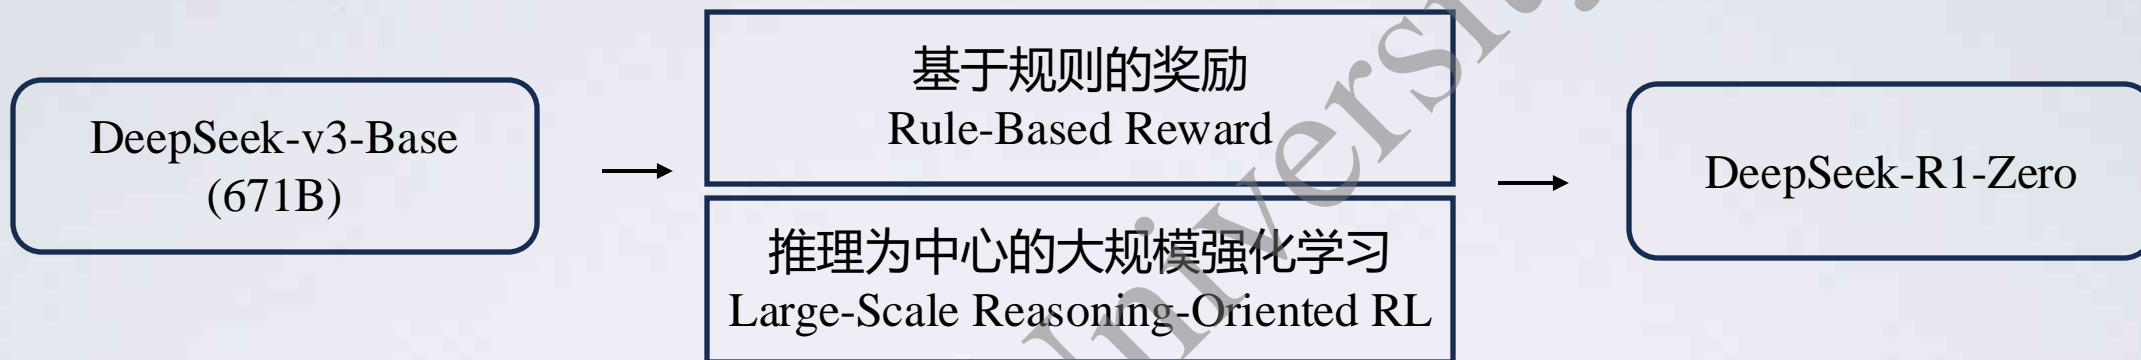 DeepSeek-v3-Base
(671B)
基于规则的奖励
Rule-Based Reward
推理为中心的大规模强化学习
Large-Scale Reasoning-Oriented RL
DeepSeek-R1-Zero